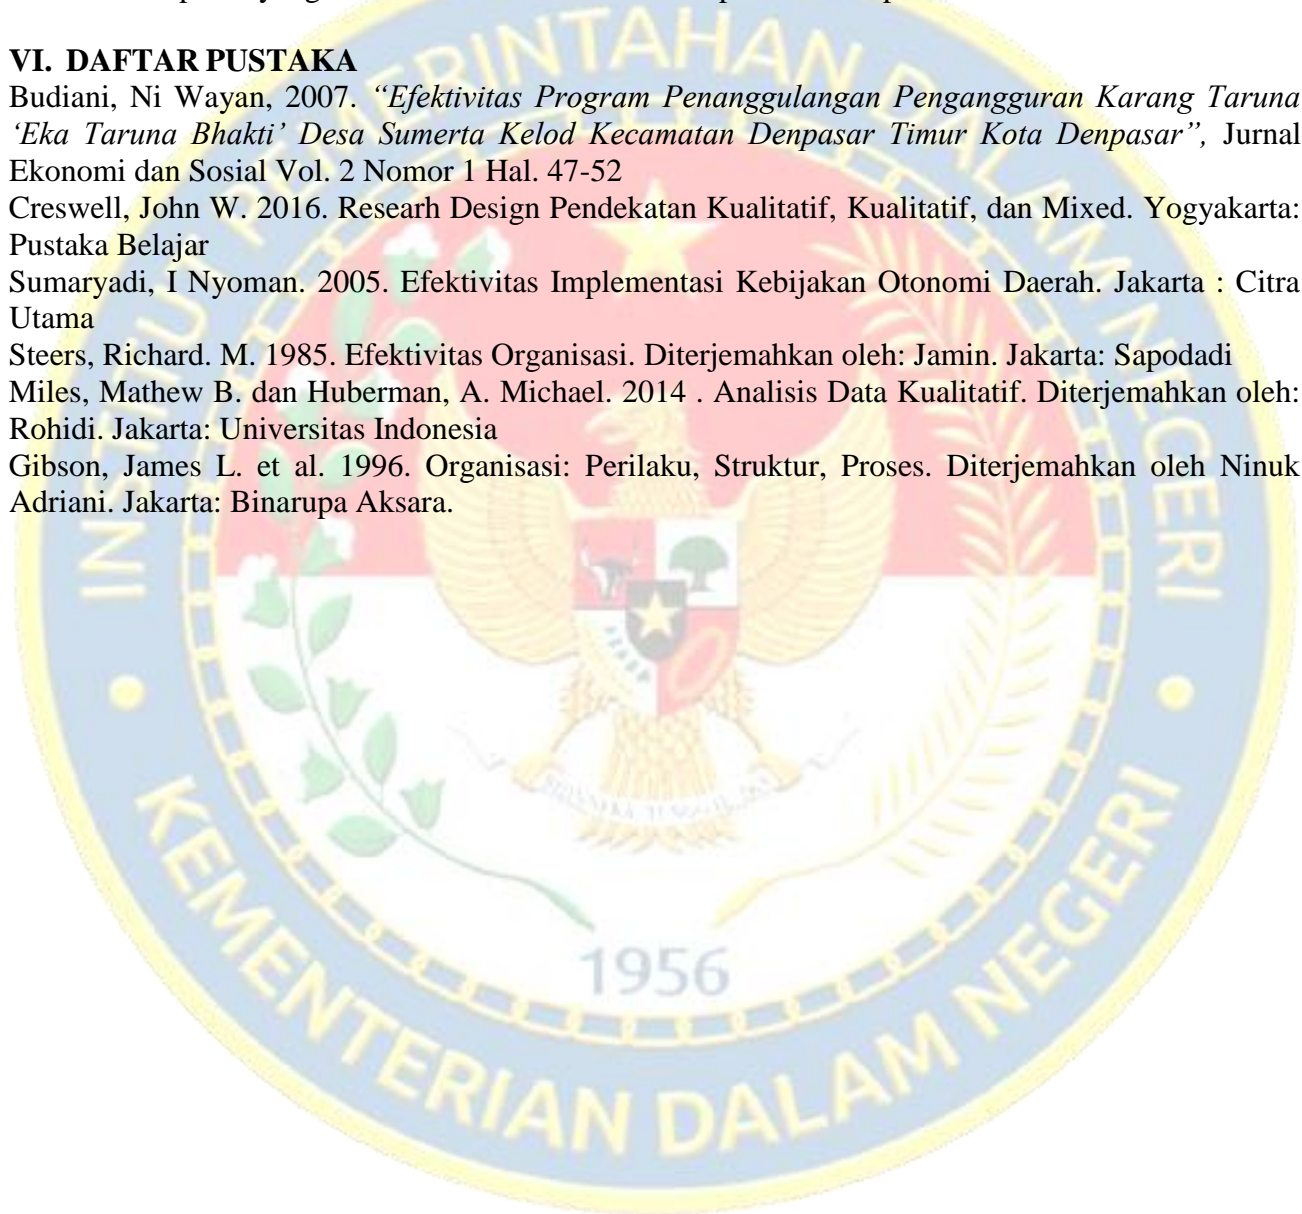 VI. DAFTAR PUSTAKA
Budiani, Ni Wayan, 2007. “Efektivitas Program Penanggulangan Pengangguran Karang Taruna
‘Eka Taruna Bhakti’ Desa Sumerta Kelod Kecamatan Denpasar Timur Kota Denpasar”, Jurnal
Ekonomi dan Sosial Vol. 2 Nomor 1 Hal. 47-52
Creswell, John W. 2016. Researh Design Pendekatan Kualitatif, Kualitatif, dan Mixed. Yogyakarta:
Pustaka Belajar
Sumaryadi, I Nyoman. 2005. Efektivitas Implementasi Kebijakan Otonomi Daerah. Jakarta : Citra
Utama
Steers, Richard. M. 1985. Efektivitas Organisasi. Diterjemahkan oleh: Jamin. Jakarta: Sapodadi
Miles, Mathew B. dan Huberman, A. Michael. 2014 . Analisis Data Kualitatif. Diterjemahkan oleh:
Rohidi. Jakarta: Universitas Indonesia
Gibson, James L. et al. 1996. Organisasi: Perilaku, Struktur, Proses. Diterjemahkan oleh Ninuk
Adriani. Jakarta: Binarupa Aksara.
INSTITUT PEMERINTAHAN DALAM NEGERI
1956
KEMENTERIAN DALAM NEGERI